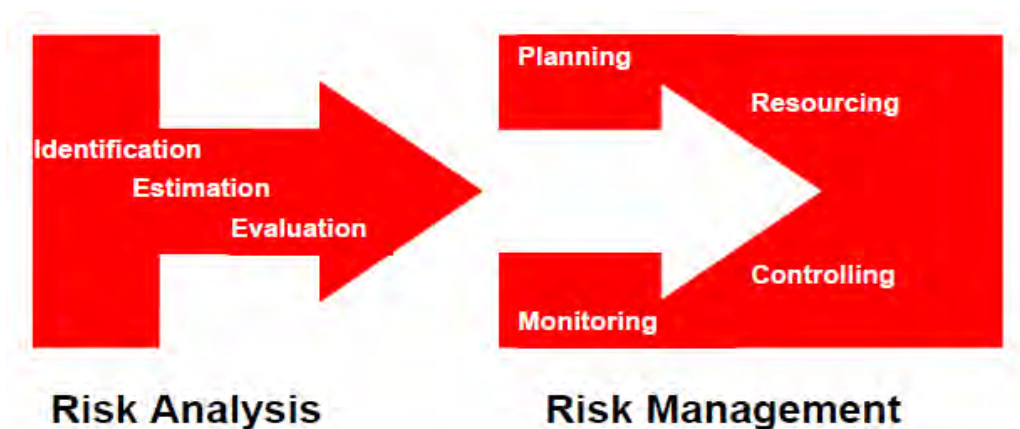 Identification
Estimation
Evaluation
Risk Analysis
Planning
Resourcing
Controlling
Monitoring
Risk Management